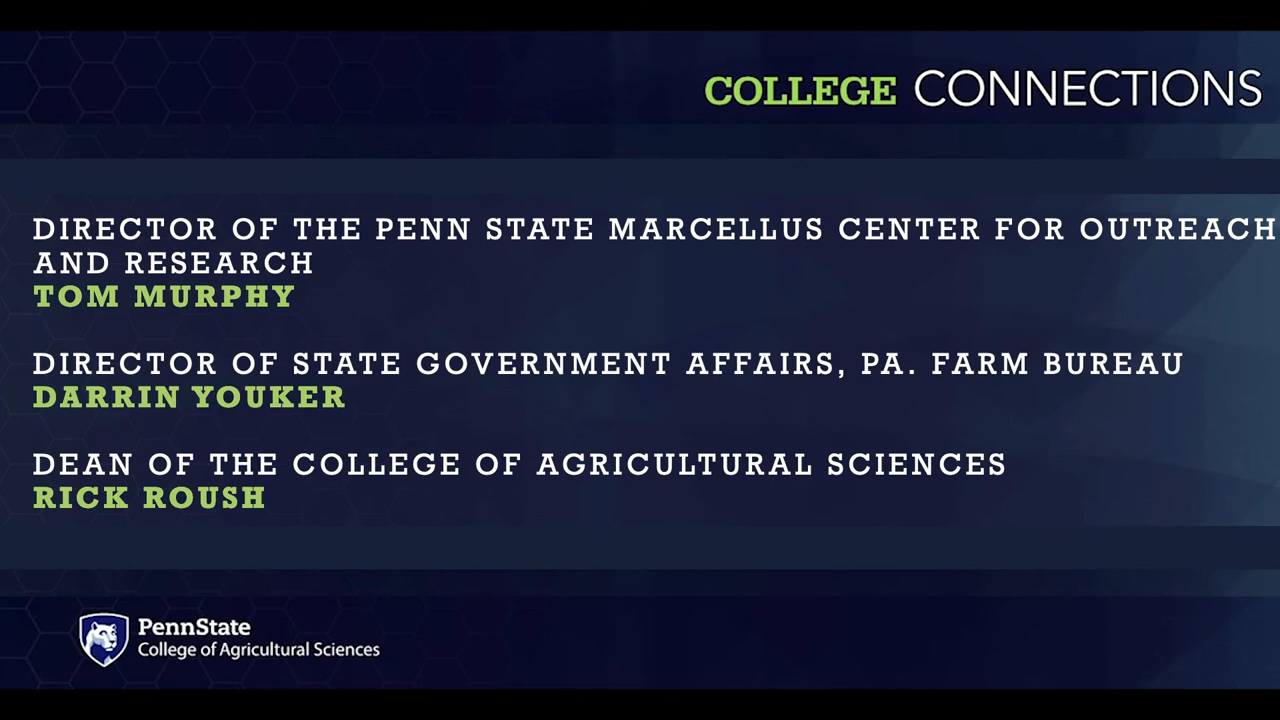 COLLEGE CONNECTIONS
DIRECTOR OF THE PENN STATE MARCELLUS CENTER FOR OUTREACH
AND RESEARCH
TOM MURPHY
DIRECTOR OF STATE GOVERNMENT AFFAIRS, PA. FARM BUREAU
DARRIN YOUKER
DEAN OF THE COLLEGE OF AGRICULTURAL SCIENCES
RICK ROUSH
PennState
College of Agricultural Sciences